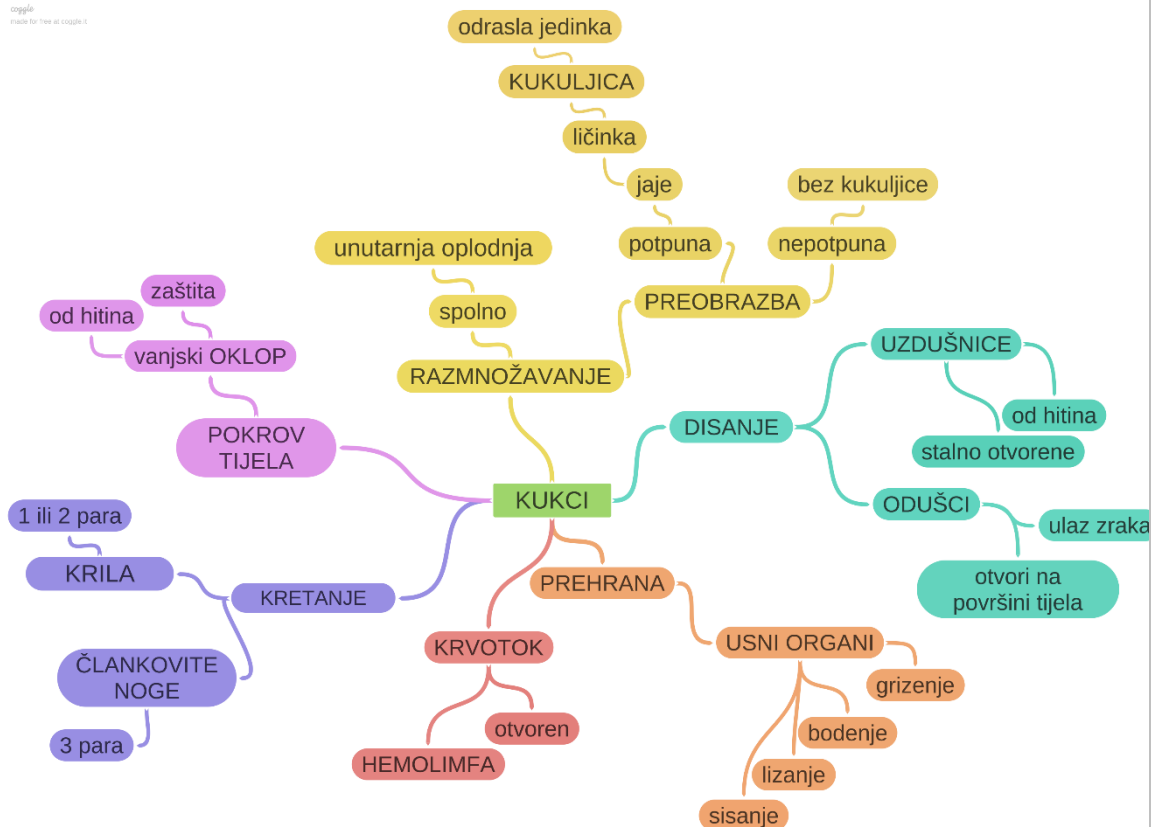 coggle
made for free at coggle.it
odrasla jedinka
KUKULJICA
ličinka
jaje
bez kukuljice
potpuna
nepotpuna
unutarnja oplodnja
spolno
PREOBRAZBA
RAZMNOŽAVANJE
zaštita
od hitina
vanjski OKLOP
POKROV
TIJELA
UZDUŠNICE
od hitina
stalno otvorene
DISANJE
ODUŠCI
ulaz zraka
otvori na
površini tijela
KUKCI
1 ili 2 para
KRILA
KRETANJE
ČLANKOVITE
NOGE
3 para
KRVOTOK
otvoren
HEMOLIMFA
PREHRANA
USNI ORGANI
grizenje
bodenje
lizanje
sisanje